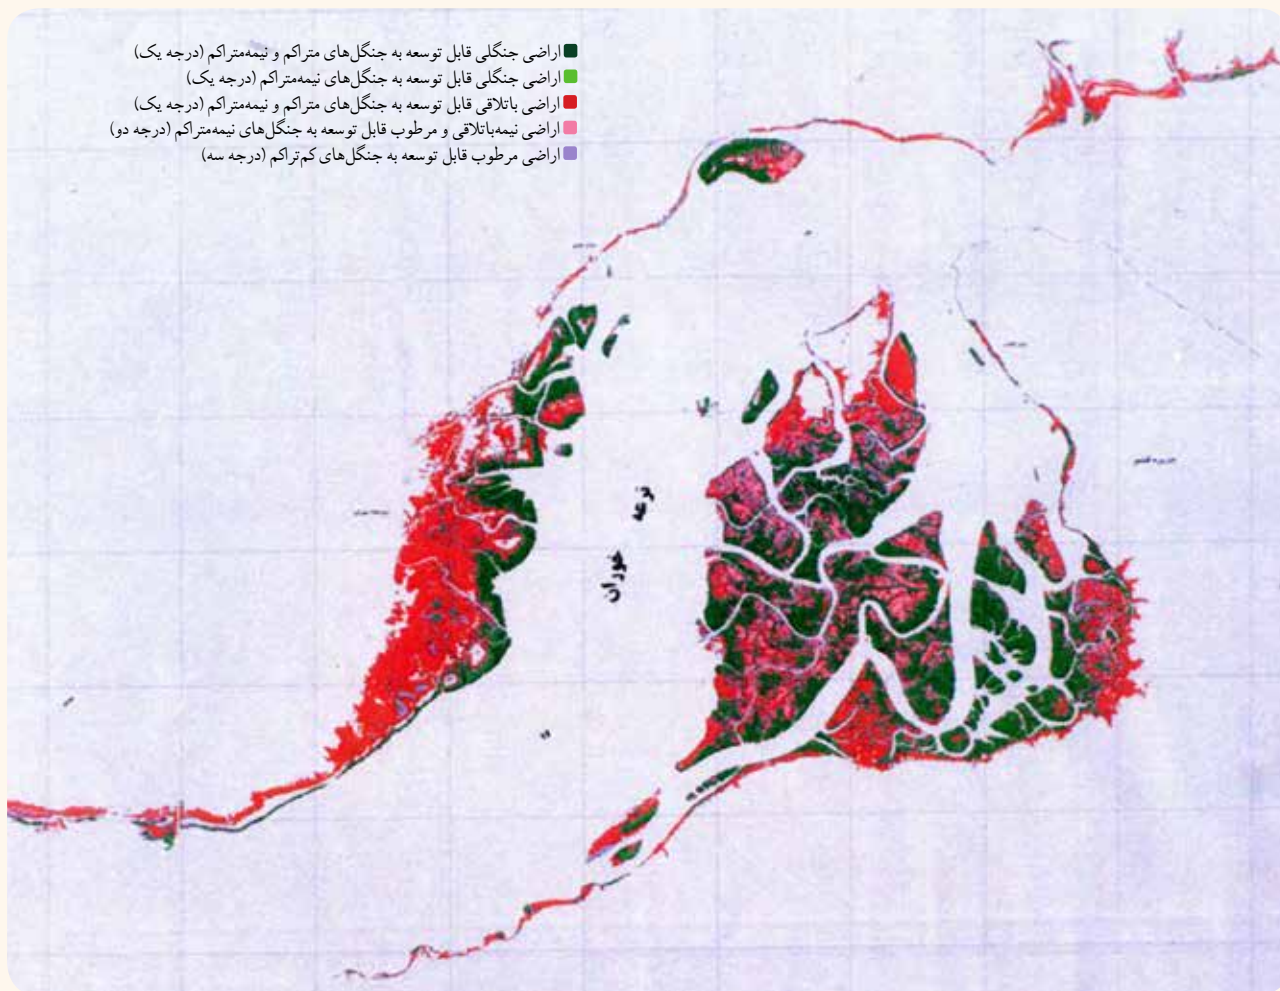 اراضی جنگلی قابل توسعه به جنگل‌های متراکم و نیمه‌متراکم (درجه یک)
اراضی جنگلی قابل توسعه به جنگل‌های نیمه‌متراکم (درجه یک)
اراضی باتلاقی قابل توسعه به جنگل‌های متراکم و نیمه‌متراکم (درجه یک)
اراضی نیمه‌باتلاقی و مرطوب قابل توسعه به جنگل‌های نیمه‌متراکم (درجه دو)
اراضی مرطوب قابل توسعه به جنگل‌های کم‌تراکم (درجه سه)
ترعه
خوران